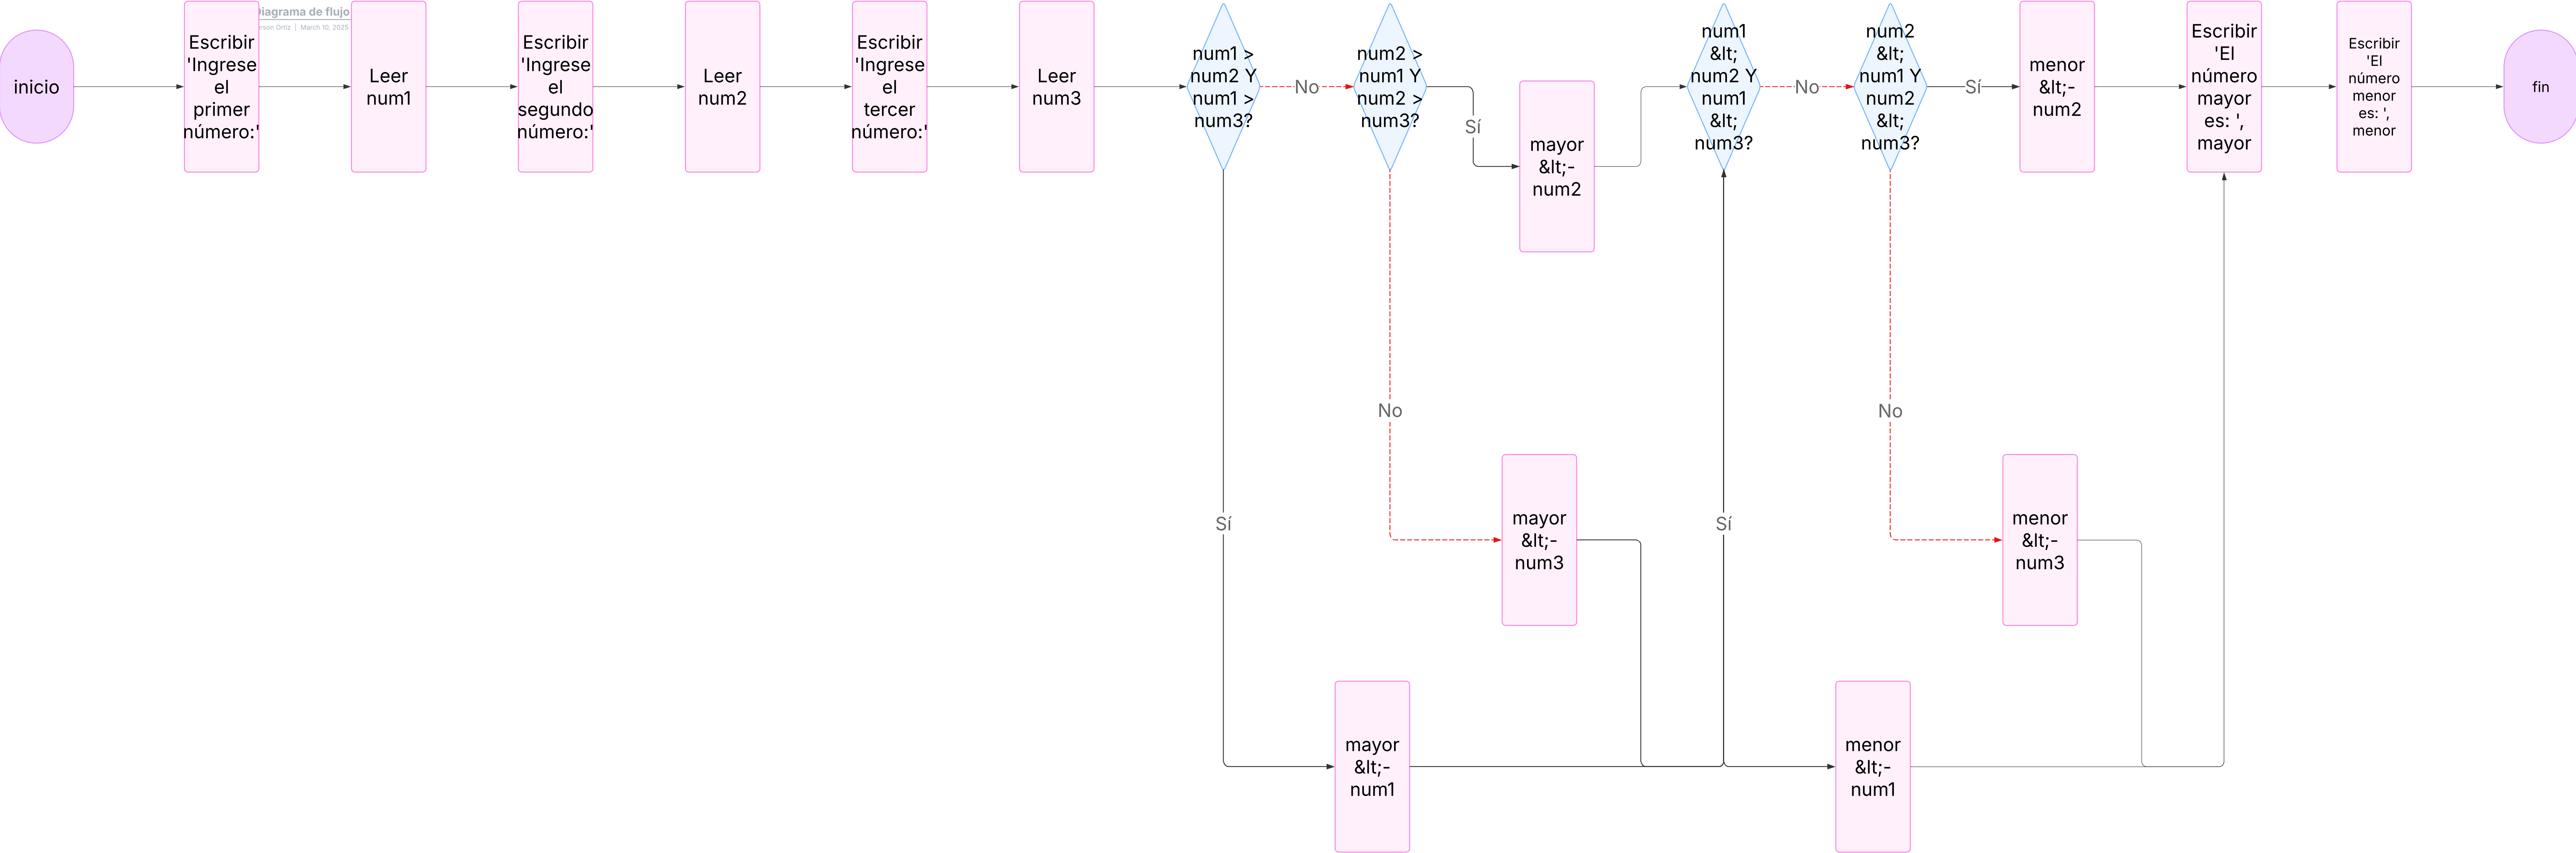 Diagrama de flujo
rson Ortiz | March 10, 2025
inicio
Escribir
'Ingrese
el
primer
número:'
Leer
num1
Escribir
'Ingrese
el
segundo
número:'
Leer
num2
Escribir
'Ingrese
el
tercer
número:'
Leer
num3
num1 >
num2 Y
num1 >
num3?
No
num2 >
num1 Y
num2 >
num3?
Sí
mayor
&lt;-
num2
num1
&lt;
num2 Y
num1
&lt;
num3?
No
num2
&lt;
num1 Y
num2
&lt;
num3?
Sí
menor
&lt;-
num2
Escribir
'El
número
mayor
es: ',
mayor
Escribir
'El
número
menor
es: ',
menor
fin
No
No
Sí
mayor
&lt;-
num3
Sí
menor
&lt;-
num3
mayor
&lt;-
num1
menor
&lt;-
num1